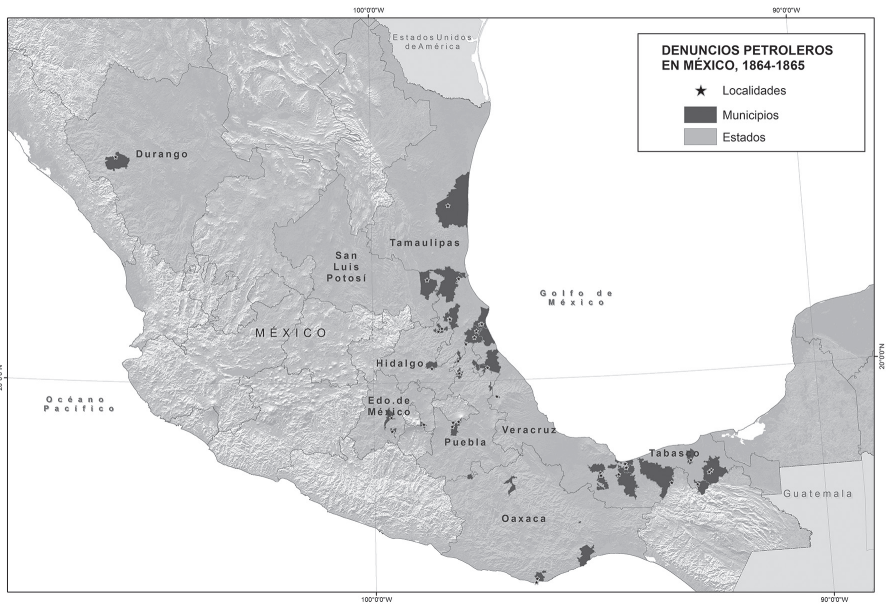 100°0'0"W
90°0'0"W
Estados Unidos
de América
DENUNCIOS PETROLEROS
EN MÉXICO, 1864-1865
Localidades
Municipios
Estados
Durango
Tamaulipas
San
Luis
Potosí
Golfo de
México
MÉXICO
20°0'0"N
Hidalgo
Océano
Pacífico
Edo.de
México
Veracruz
Puebla
Tabasco
Guatemala
Oaxaca
100°0'0"W
90°0'0"W